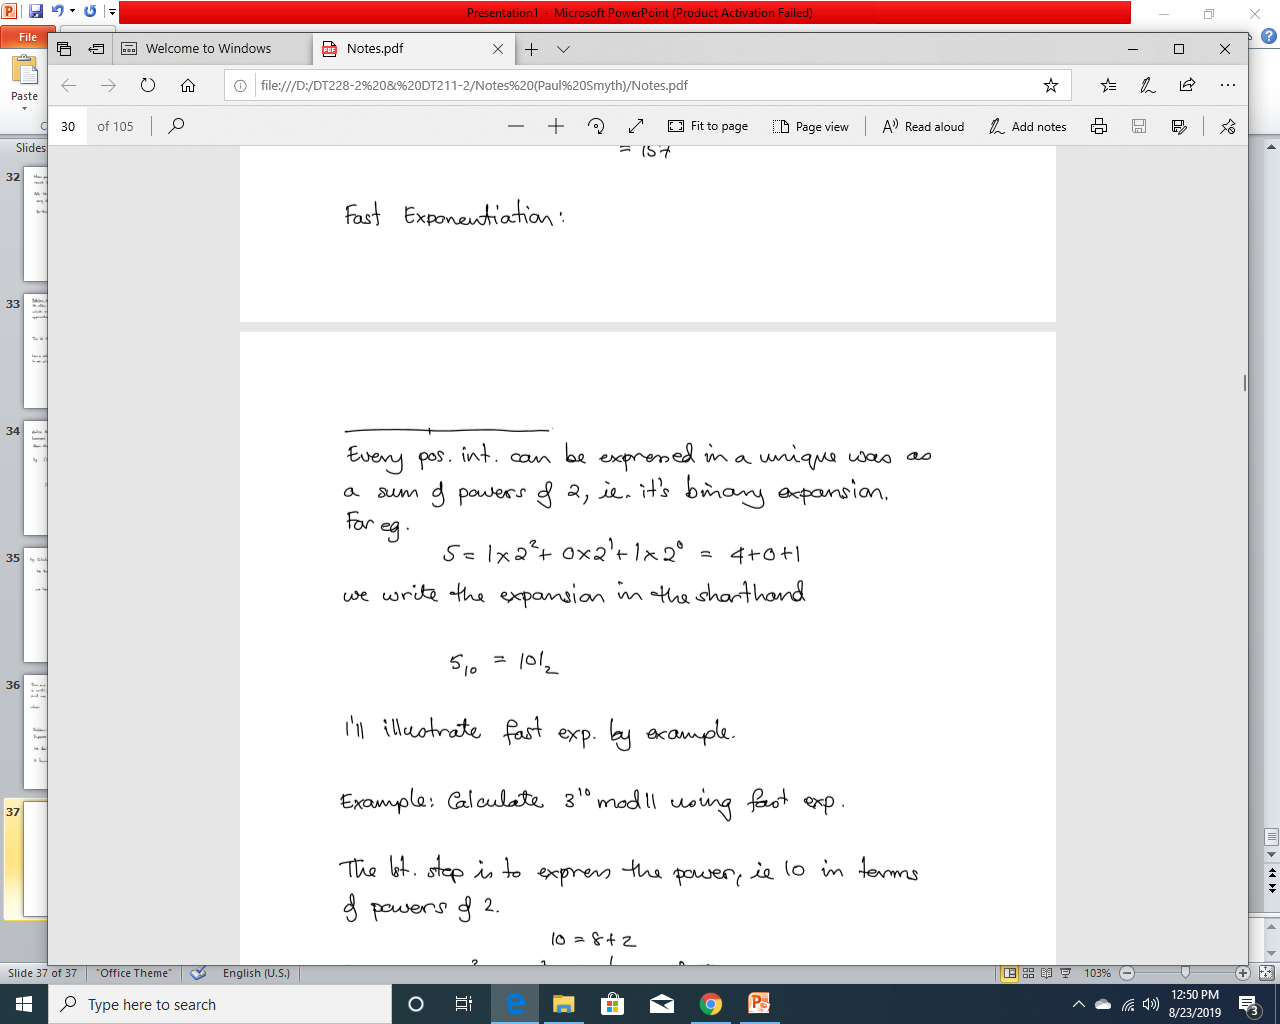 Presentation1 - Microsoft PowerPoint (Product Activation Failed)
File
Welcome to Windows
Notes.pdf
Paste
file:///D:/DT228-2%20&%20DT211-2/Notes%20(Paul%20Smyth)/Notes.pdf
30 of 105
Fit to page
Page view
Read aloud
Add notes
Slides
= 157
Fast Exponentiation:
Every pos. int. can be expressed in a unique was as
a sum of powers of 2, ie. it's binary expansion.
For eg.
5 = 1 x 2² + 0 x 2¹ + 1 x 2⁰ = 4+0+1
we write the expansion in the shorthand
5₁₀ = 101₂
I'll illustrate fast exp. by example.
Example: Calculate 3¹⁰ mod 11 using fast exp.
The 1st. step is to express the power, ie 10 in terms
of powers of 2.
10 = 8 + 2
32
33
34
35
36
37
Slide 37 of 37
"Office Theme"
English (U.S.)
103%
Type here to search
12:50 PM
8/23/2019
3